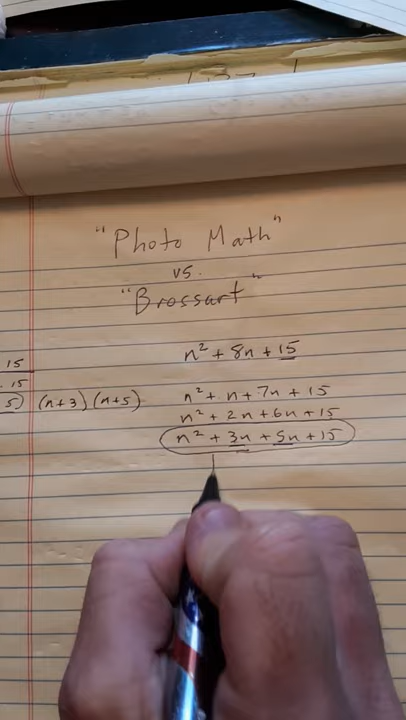 "Photo Math"
vs.
"Brossart"
n² + 8n + 15
15
15
5) (n+3) (n+5)
n² + n + 7n + 15
n² + 2n + 6n + 15
n² + 3n + 5n + 15